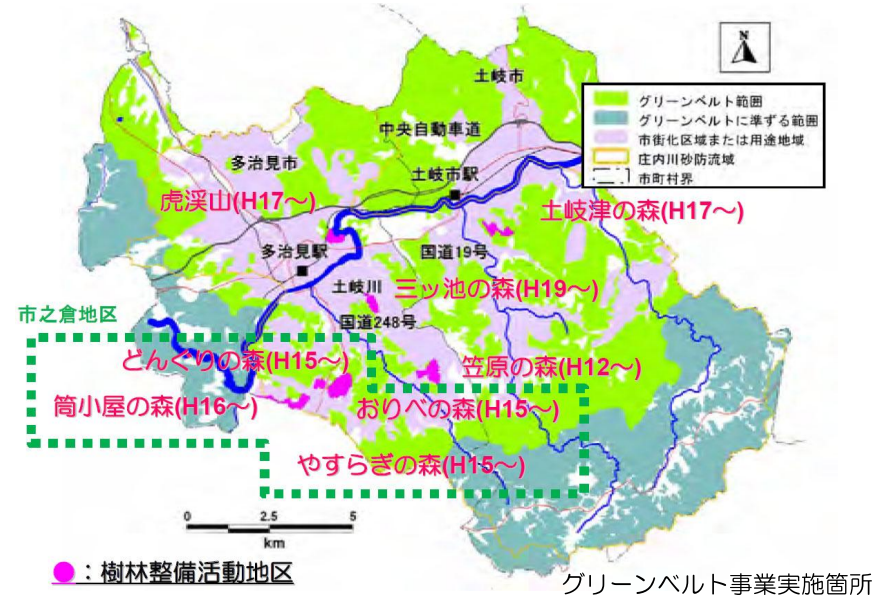 N
土岐市
グリーンベルト範囲
グリーンベルトに準ずる範囲
市街化区域または用途地域
庄内川砂防流域
市町村界
中央自動車道
多治見市
土岐市駅
虎渓山(H17〜)
土岐津の森(H17〜)
多治見駅
国道19号
土岐川
三ッ池の森(H19〜)
市之倉地区
国道248号
どんぐりの森(H15〜)
笠原の森(H12〜)
筒小屋の森(H16〜)
おりべの森(H15〜)
やすらぎの森(H15〜)
0 2.5 5
km
：樹林整備活動地区
グリーンベルト事業実施箇所